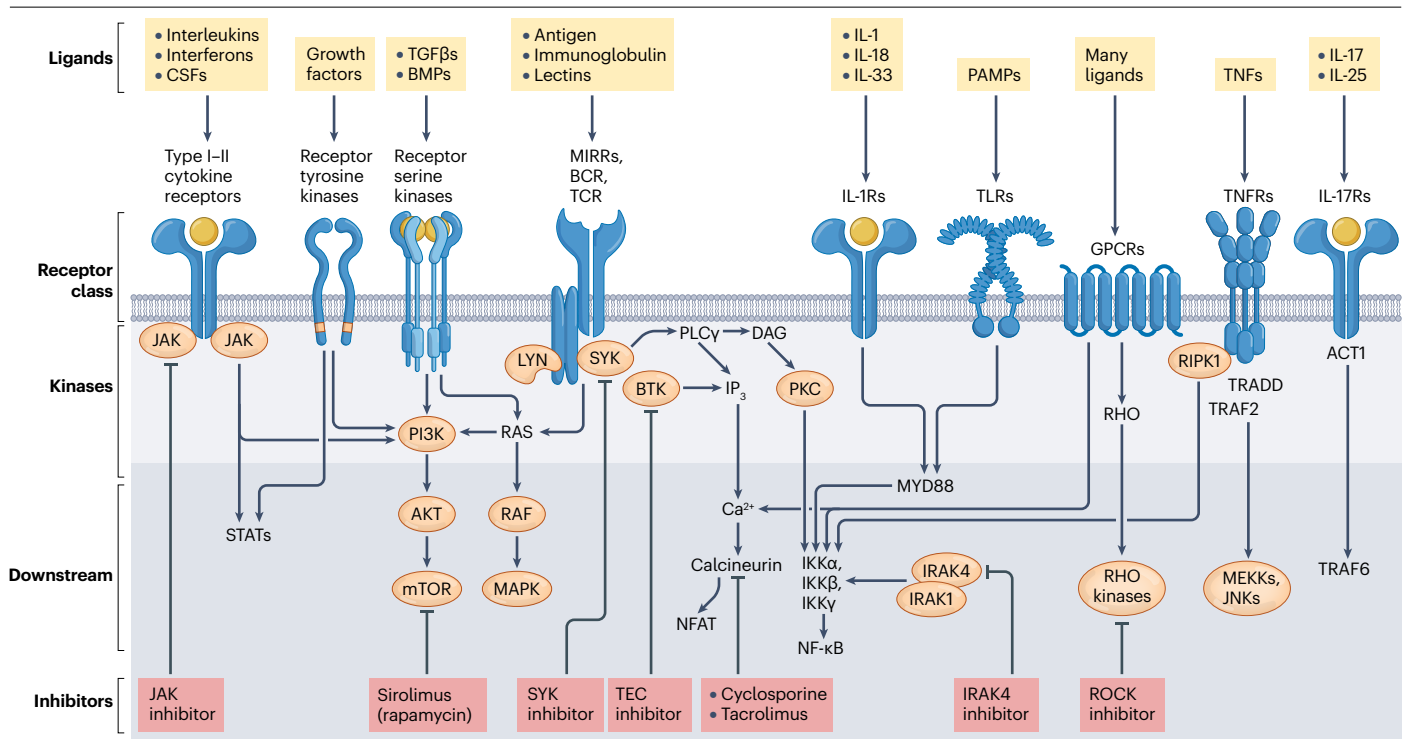 Ligands
• Interleukins
• Interferons
• CSFs
Growth
factors
• TGFβs
• BMPs
• Antigen
• Immunoglobulin
• Lectins
• IL-1
• IL-18
• IL-33
PAMPs
Many
ligands
TNFs
• IL-17
• IL-25
Type I–II
cytokine
receptors
Receptor
tyrosine
kinases
Receptor
serine
kinases
MIRRs,
BCR,
TCR
IL-1Rs
TLRs
GPCRs
TNFRs
IL-17Rs
Receptor
class
Kinases
JAK
JAK
LYN
SYK
PLCγ
DAG
BTK
IP3
PKC
PI3K
RAS
RHO
RIPK1
TRADD
TRAF2
ACT1
Downstream
STATs
AKT
RAF
mTOR
MAPK
Ca2+
Calcineurin
NFAT
MYD88
IKKα,
IKKβ,
IKKγ
NF-κB
IRAK4
IRAK1
RHO
kinases
MEKKs,
JNKs
TRAF6
Inhibitors
JAK
inhibitor
Sirolimus
(rapamycin)
SYK
inhibitor
TEC
inhibitor
• Cyclosporine
• Tacrolimus
IRAK4
inhibitor
ROCK
inhibitor